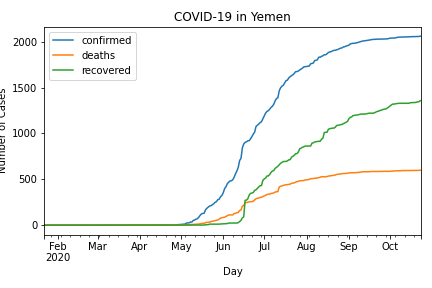 COVID-19 in Yemen
confirmed
deaths
recovered
Number of Cases
2000
1500
1000
500
0
Feb
2020
Mar
Apr
May
Jun
Jul
Aug
Sep
Oct
Day